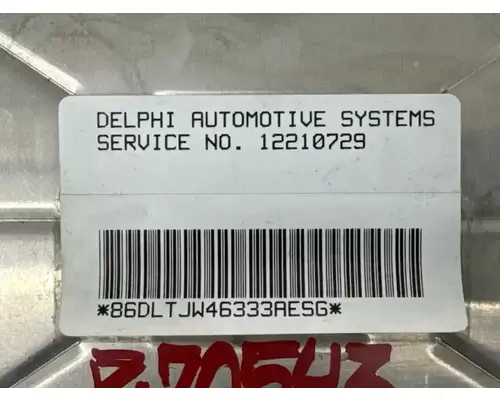 DELPHI AUTOMOTIVE SYSTEMS
SERVICE NO. 12210729
*86DLTJW46333AESG*